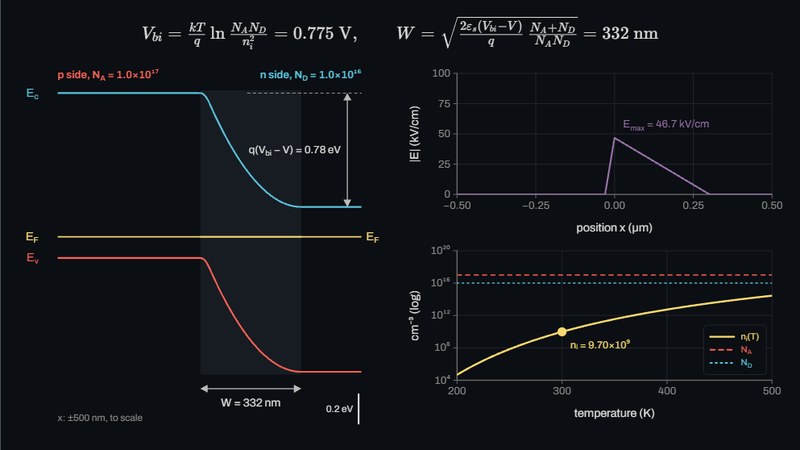 V_bi = kT/q ln N_A N_D/n_i² = 0.775 V, W = √(2ε_s(V_bi−V)/q N_A+N_D/N_A N_D) = 332 nm
p side, N_A = 1.0×10¹⁷ n side, N_D = 1.0×10¹⁶
E_c
q(V_bi − V) = 0.78 eV
E_F E_F
E_v
W = 332 nm
0.2 eV
x: ±500 nm, to scale
|E| (kV/cm)
100
75
50
25
0
E_max = 46.7 kV/cm
−0.50 −0.25 0.00 0.25 0.50
position x (μm)
cm⁻³ (log)
10²⁰
10¹⁶
10¹²
10⁸
10⁴
n_i = 9.70×10⁹
n_i(T)
N_A
N_D
200 300 400 500
temperature (K)